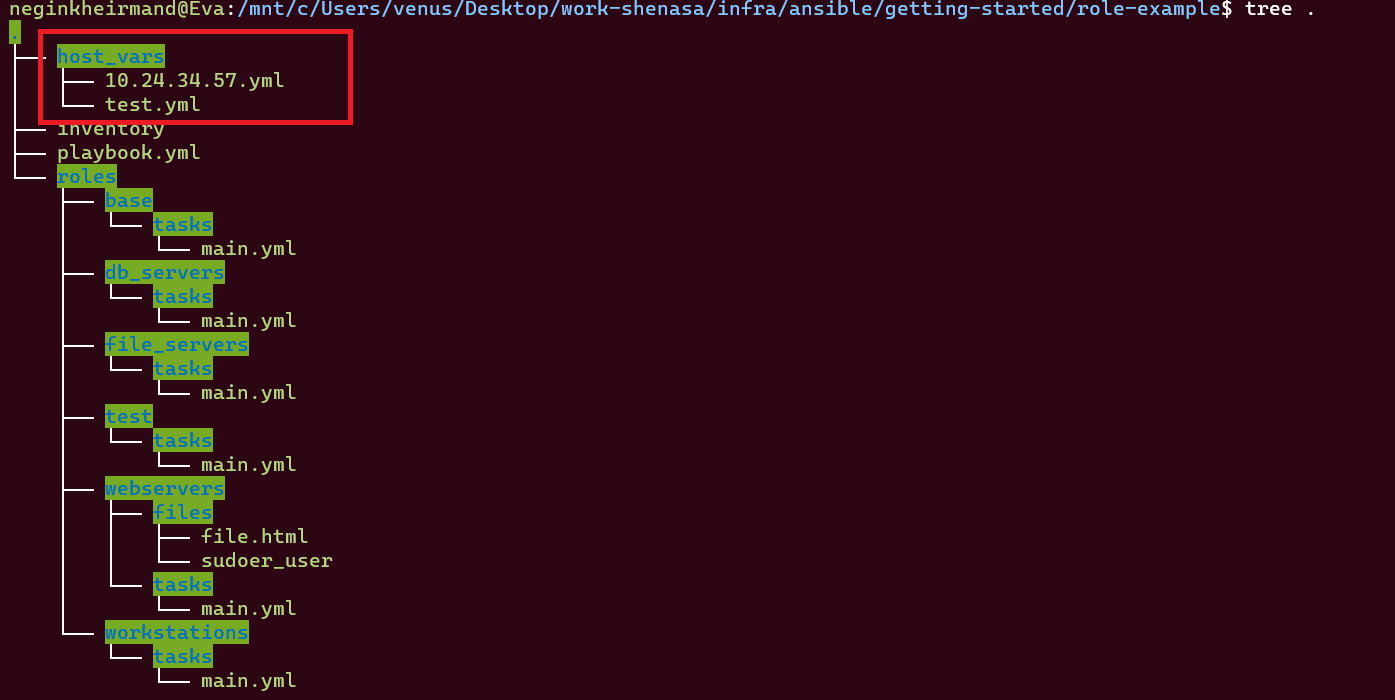 neginkheirmand@Eva:/mnt/c/Users/venus/Desktop/work-shenasa/infra/ansible/getting-started/role-example$ tree .
.
├── host_vars
│   ├── 10.24.34.57.yml
│   └── test.yml
├── inventory
├── playbook.yml
└── roles
    ├── base
    │   └── tasks
    │       └── main.yml
    ├── db_servers
    │   └── tasks
    │       └── main.yml
    ├── file_servers
    │   └── tasks
    │       └── main.yml
    ├── test
    │   └── tasks
    │       └── main.yml
    ├── webservers
    │   ├── files
    │   │   ├── file.html
    │   │   └── sudoer_user
    │   └── tasks
    │       └── main.yml
    └── workstations
        └── tasks
            └── main.yml